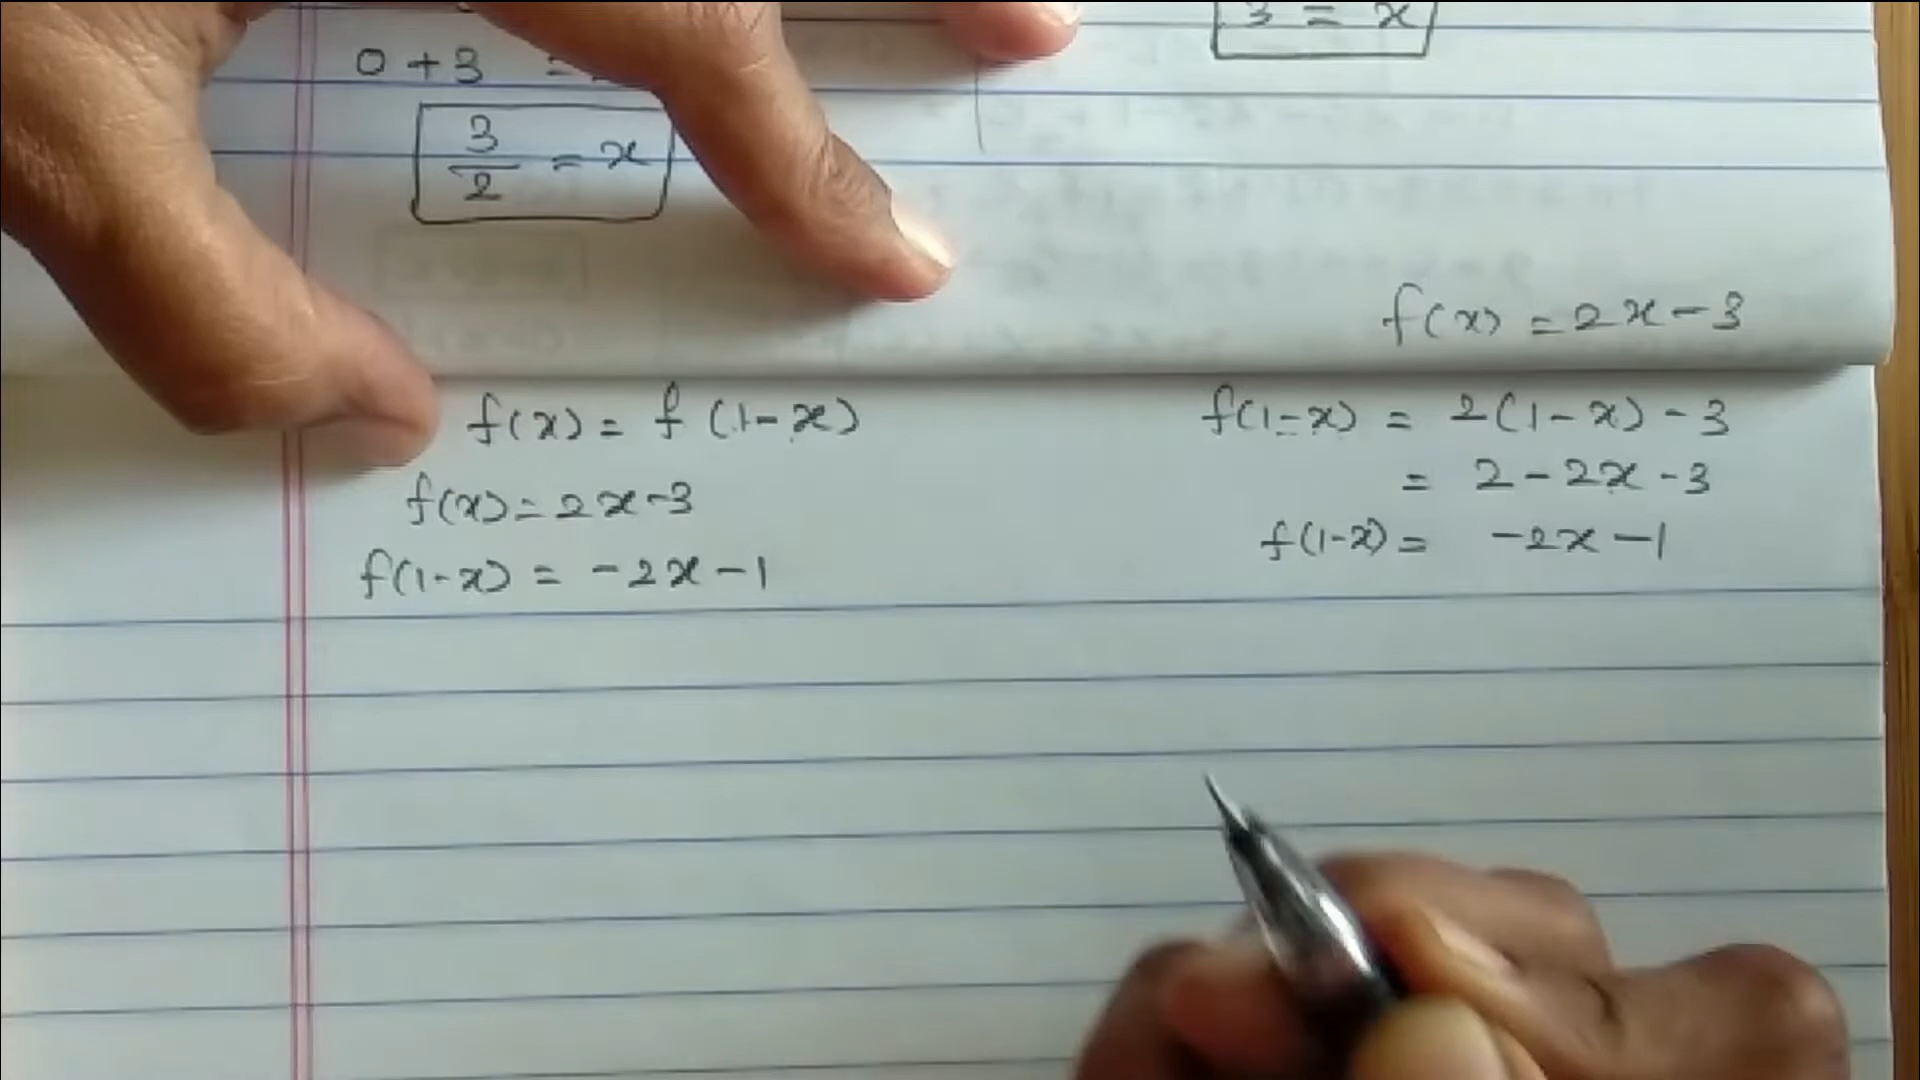 0 + 3 =
3 = x
3/2 = x
f(x) = 2x - 3
f(x) = f(1-x)
f(x) = 2x-3
f(1-x) = -2x-1
f(1-x) = 2(1-x) - 3
= 2 - 2x - 3
f(1-x) = -2x - 1